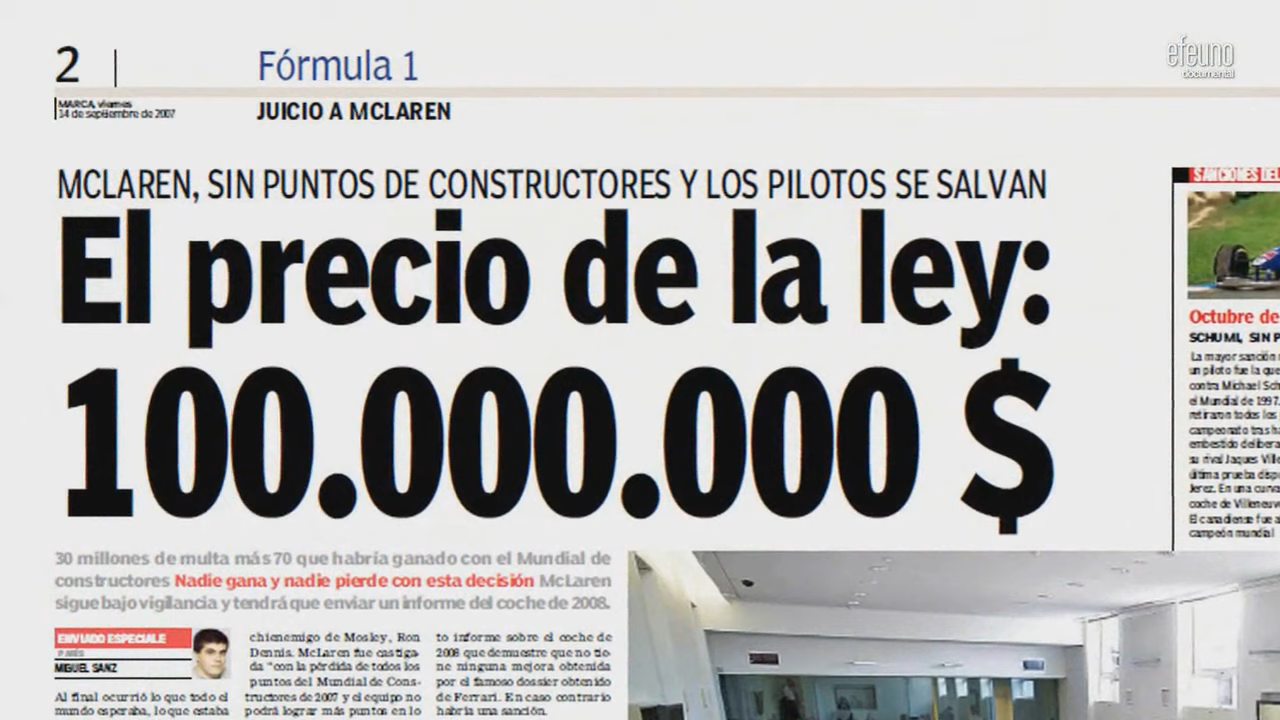 efeuno
documental
2
Fórmula 1
MARCA, viernes
14 de septiembre de 2007
JUICIO A MCLAREN
MCLAREN, SIN PUNTOS DE CONSTRUCTORES Y LOS PILOTOS SE SALVAN
El precio de la ley:
100.000.000 $
30 millones de multa más 70 que habría ganado con el Mundial de
constructores Nadie gana y nadie pierde con esta decisión McLaren
sigue bajo vigilancia y tendrá que enviar un informe del coche de 2008.
ENVIADO ESPECIALE
PARÍS
MIGUEL SANZ
Al final ocurrió lo que todo el
mundo esperaba, lo que estaba
chienemigo de Mosley, Ron
Dennis. McLaren fue castiga-
da "con la pérdida de todos los
puntos del Mundial de Cons-
tructores de 2007 y el equipo no
podrá lograr más puntos en lo
to informe sobre el coche de
2008 que demuestre que no tie-
ne ninguna mejora obtenida
por el famoso dossier obtenido
de Ferrari. En caso contrario
habría una sanción.
SANCIONES DEL
Octubre de
SCHUMI, SIN P
La mayor sanción
un piloto fue la que
contra Michael Sch
el Mundial de 1997.
retiraron todos los
campeonato tras ha
embestido delibera
su rival Jaques Ville
última prueba disp
Jerez. En una curva
coche de Villeneuv
El canadiense fue a
campeón mundial